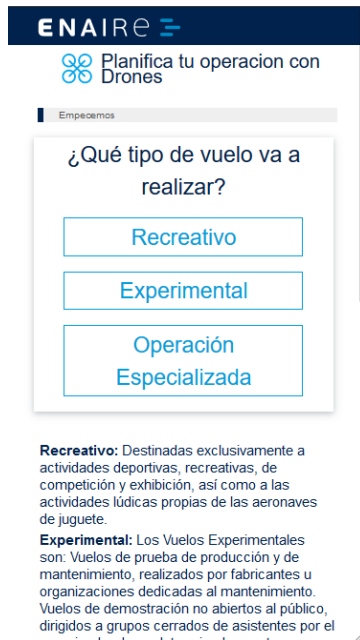 ENAIRE
Planifica tu operacion con
Drones
Empecemos
¿Qué tipo de vuelo va a
realizar?
Recreativo
Experimental
Operación
Especializada
Recreativo: Destinadas exclusivamente a
actividades deportivas, recreativas, de
competición y exhibición, así como a las
actividades lúdicas propias de las aeronaves
de juguete.
Experimental: Los Vuelos Experimentales
son: Vuelos de prueba de producción y de
mantenimiento, realizados por fabricantes u
organizaciones dedicadas al mantenimiento.
Vuelos de demostración no abiertos al público,
dirigidos a grupos cerrados de asistentes por el